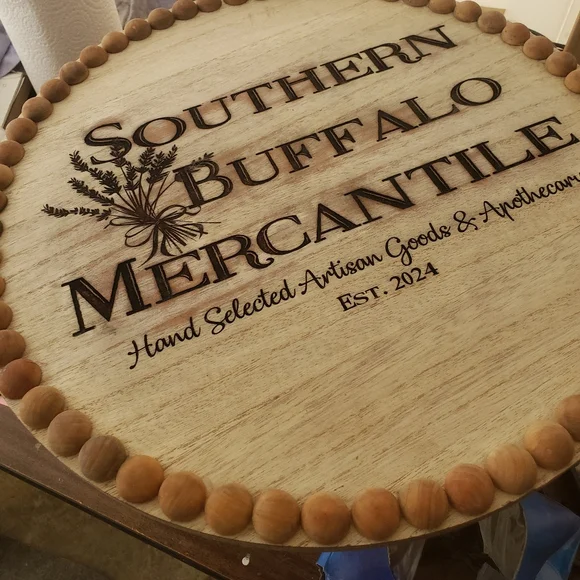 SOUTHERN
BUFFALO
MERCANTILE
Hand Selected Artisan Goods & Apothecary
EST. 2024